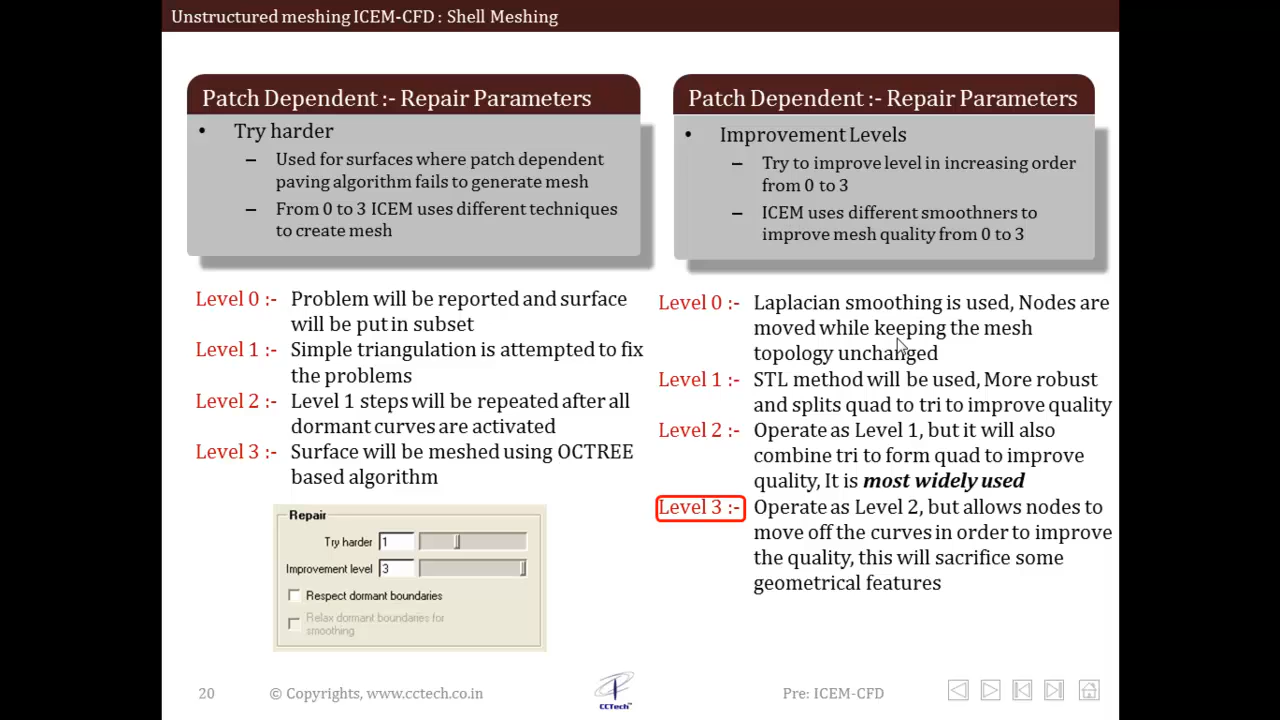 Unstructured meshing ICEM-CFD : Shell Meshing
Patch Dependent :- Repair Parameters
• Try harder
– Used for surfaces where patch dependent
paving algorithm fails to generate mesh
– From 0 to 3 ICEM uses different techniques
to create mesh
Level 0 :- Problem will be reported and surface
will be put in subset
Level 1 :- Simple triangulation is attempted to fix
the problems
Level 2 :- Level 1 steps will be repeated after all
dormant curves are activated
Level 3 :- Surface will be meshed using OCTREE
based algorithm
Repair
Try harder 1
Improvement level 3
Respect dormant boundaries
Relax dormant boundaries for
smoothing
Patch Dependent :- Repair Parameters
• Improvement Levels
– Try to improve level in increasing order
from 0 to 3
– ICEM uses different smoothners to
improve mesh quality from 0 to 3
Level 0 :- Laplacian smoothing is used, Nodes are
moved while keeping the mesh
topology unchanged
Level 1 :- STL method will be used, More robust
and splits quad to tri to improve quality
Level 2 :- Operate as Level 1, but it will also
combine tri to form quad to improve
quality, It is most widely used
Level 3 :- Operate as Level 2, but allows nodes to
move off the curves in order to improve
the quality, this will sacrifice some
geometrical features
20 © Copyrights, www.cctech.co.in
CCTech™
Pre: ICEM-CFD